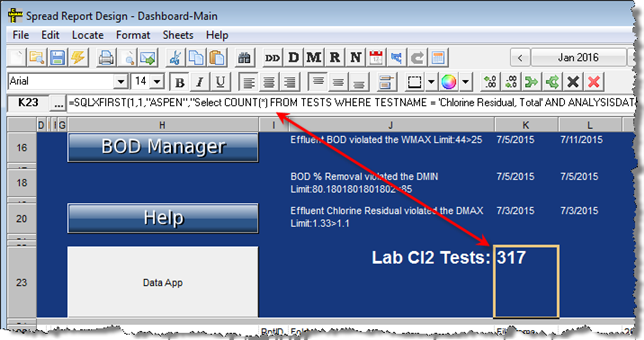 Spread Report Design - Dashboard-Main
File Edit Locate Format Sheets Help
DD D M R N < Jan 2016
Arial 14 B I U
K23 ... =SQLXFIRST(1,1,"ASPEN","Select COUNT(*) FROM TESTS WHERE TESTNAME = 'Chlorine Residual, Total' AND ANALYSISDAT
D H I J K L
16 BOD Manager Effluent BOD violated the WMAX Limit:44>25 7/5/2015 7/11/2015
18 BOD % Removal violated the DMIN 7/5/2015 7/5/2015
Limit:80.1801801801802<85
20 Help Effluent Chlorine Residual violated the DMAX 7/3/2015 7/3/2015
Limit:1.33>1.1
23 Data App Lab Cl2 Tests: 317